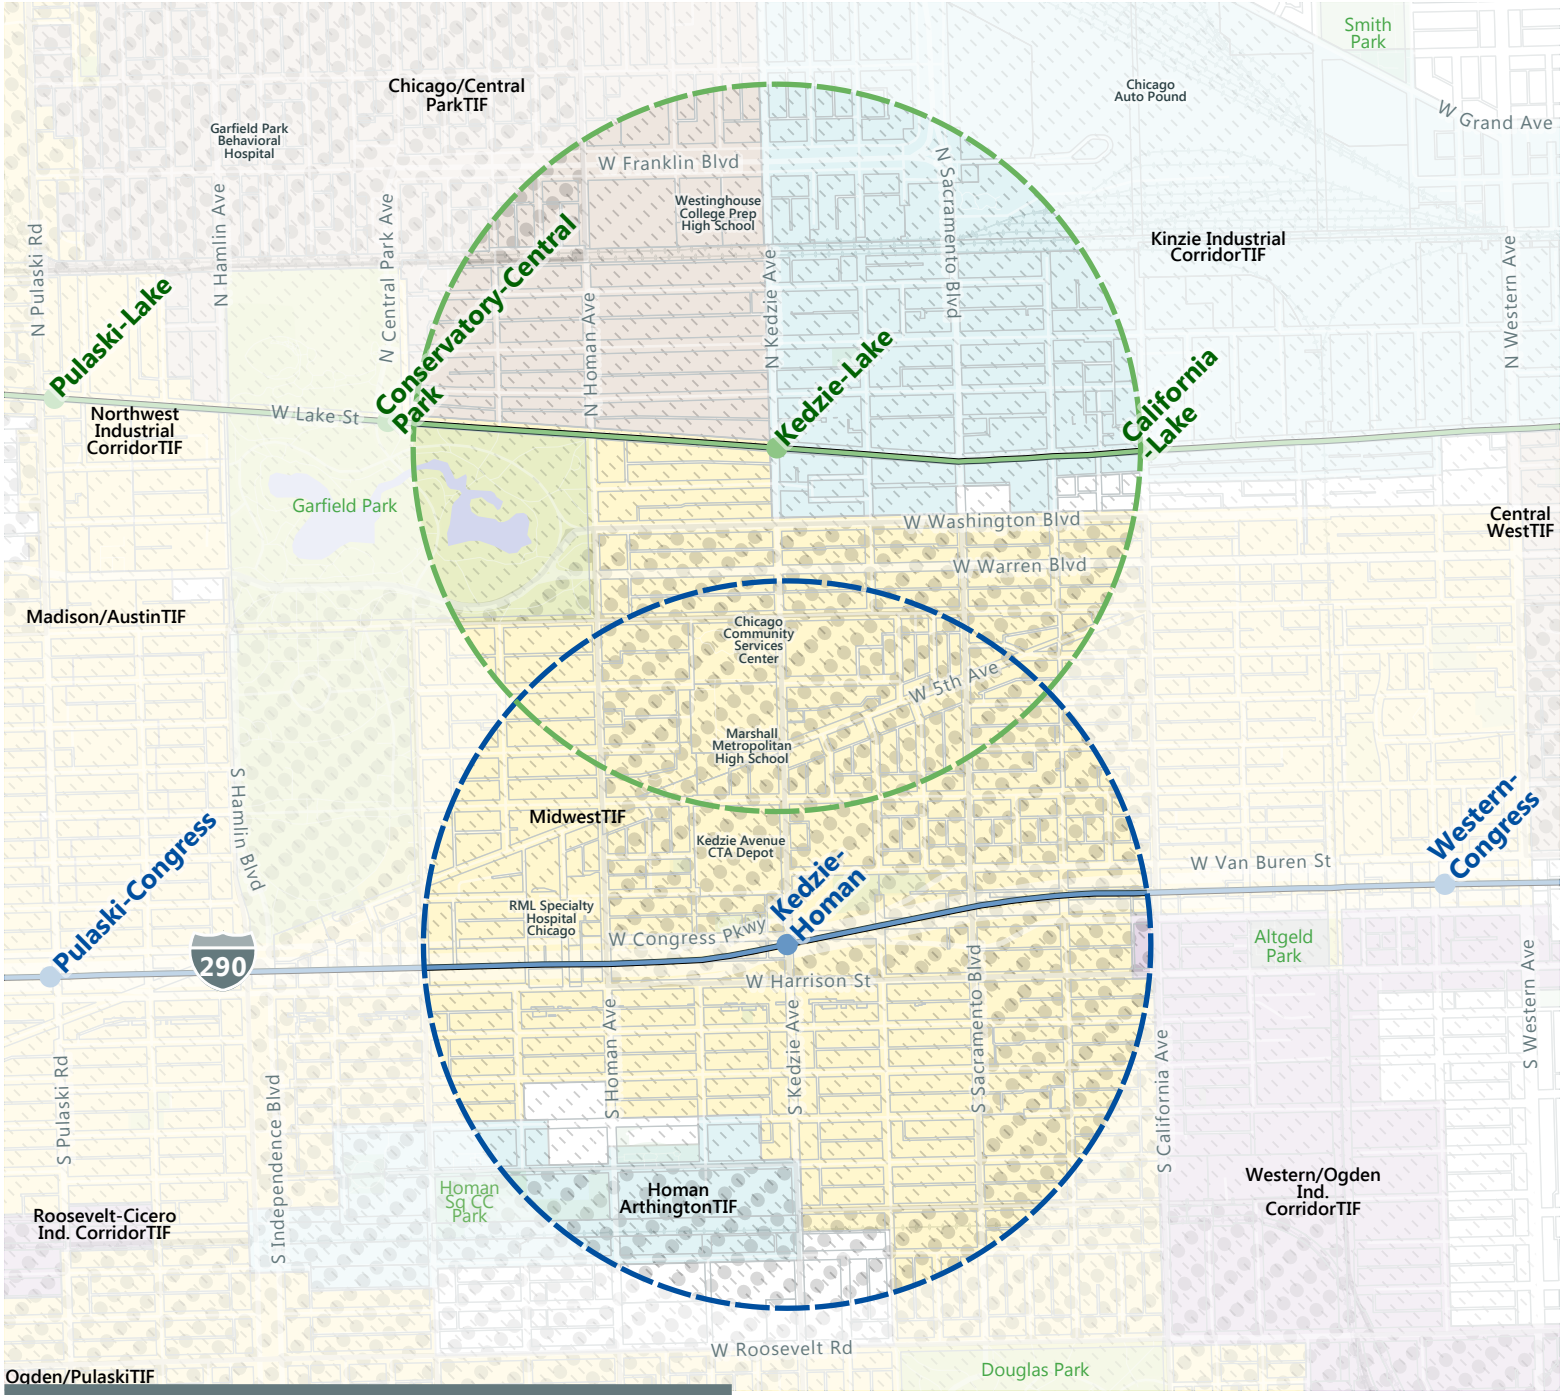 Smith
Park
Chicago/Central
ParkTIF
Chicago
Auto Pound
W Grand Ave
Garfield Park
Behavioral
Hospital
W Franklin Blvd
N Sacramento Blvd
Westinghouse
College Prep
High School
N Pulaski Rd
N Hamlin Ave
N Central Park Ave
Kinzie Industrial
CorridorTIF
N Western Ave
Pulaski-Lake
Conservatory-Central
Park
N Homan Ave
N Kedzie Ave
Kedzie-Lake
California
-Lake
Northwest
Industrial
CorridorTIF
W Lake St
Garfield Park
W Washington Blvd
Central
WestTIF
W Warren Blvd
Madison/AustinTIF
Chicago
Community
Services
Center
W 5th Ave
Marshall
Metropolitan
High School
S Hamlin Blvd
MidwestTIF
Kedzie Avenue
CTA Depot
Pulaski-Congress
Kedzie-
Homan
W Van Buren St
Western-
Congress
RML Specialty
Hospital
Chicago
W Congress Pkwy
Altgeld
Park
290
W Harrison St
S Pulaski Rd
S Independence Blvd
S Homan Ave
S Kedzie Ave
S Sacramento Blvd
S California Ave
S Western Ave
Homan
Sq CC
Park
Homan
ArthingtonTIF
Western/Ogden
Ind.
CorridorTIF
Roosevelt-Cicero
Ind. CorridorTIF
W Roosevelt Rd
Douglas Park
Ogden/PulaskiTIF